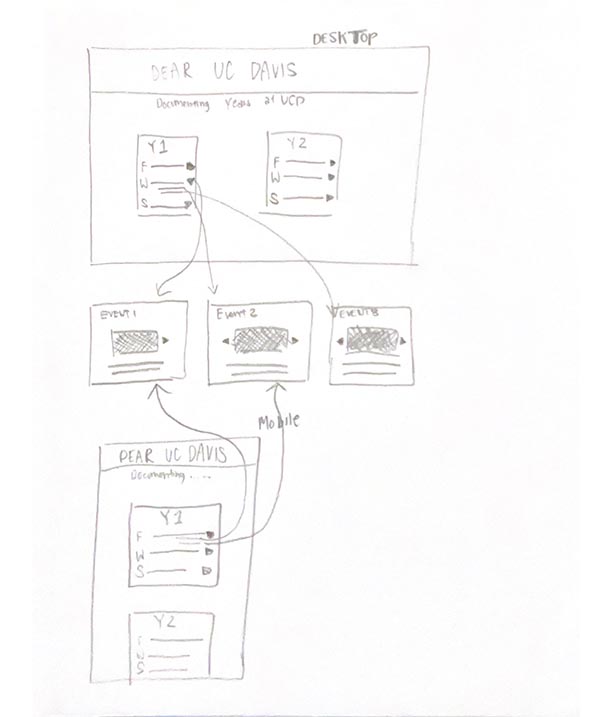 DESKTOP
DEAR UC DAVIS
Documenting Years at UCD
Y1
F
W
S
Y2
F
W
S
EVENT 1
Event 2
EVENT 3
Mobile
DEAR UC DAVIS
Documenting....
Y1
F
W
S
Y2
F
W
S